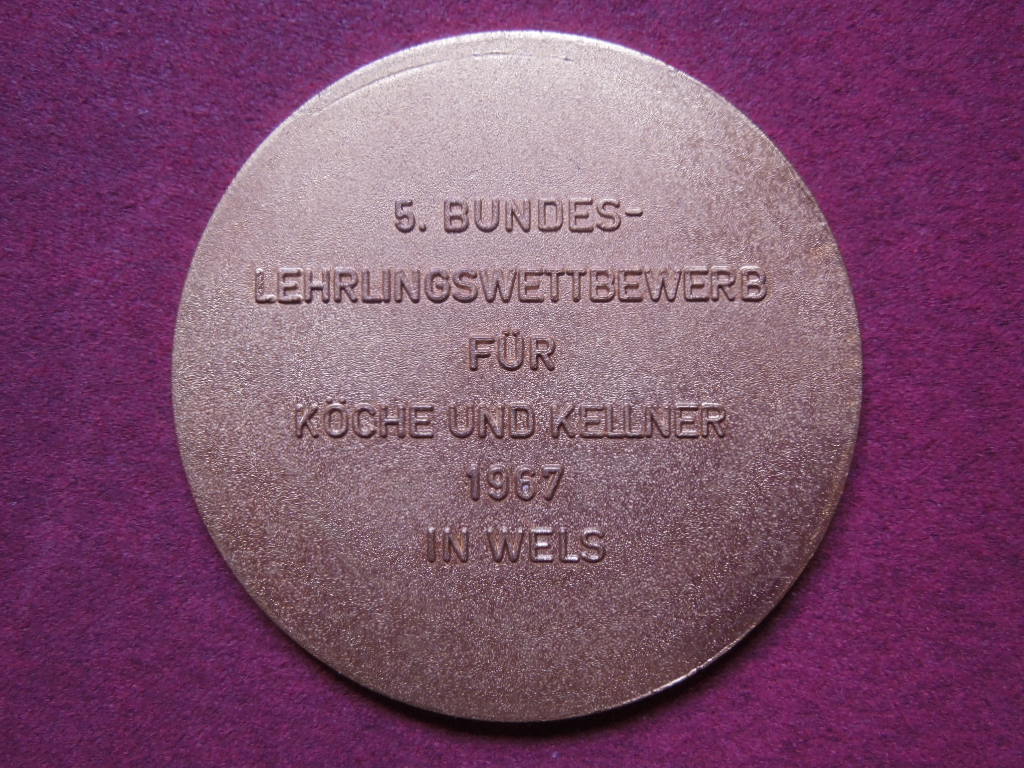 5. BUNDES-
LEHRLINGSWETTBEWERB
FÜR
KÖCHE UND KELLNER
1967
IN WELS